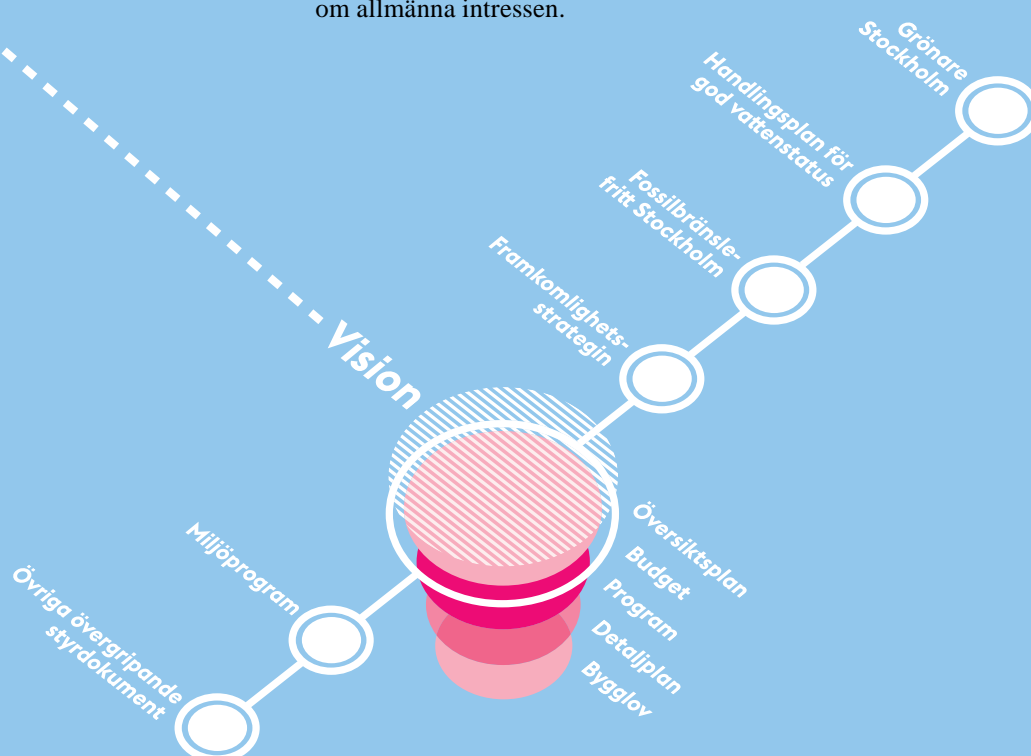 om allmänna intressen.
Grönare
Stockholm
Handlingsplan för
god vattenstatus
Fossilbränsle-
fritt Stockholm
Framkomlighets-
strategin
Vision
Översiktsplan
Budget
Program
Detaljplan
Bygglov
Miljöprogram
Övriga övergripande
styrdokument